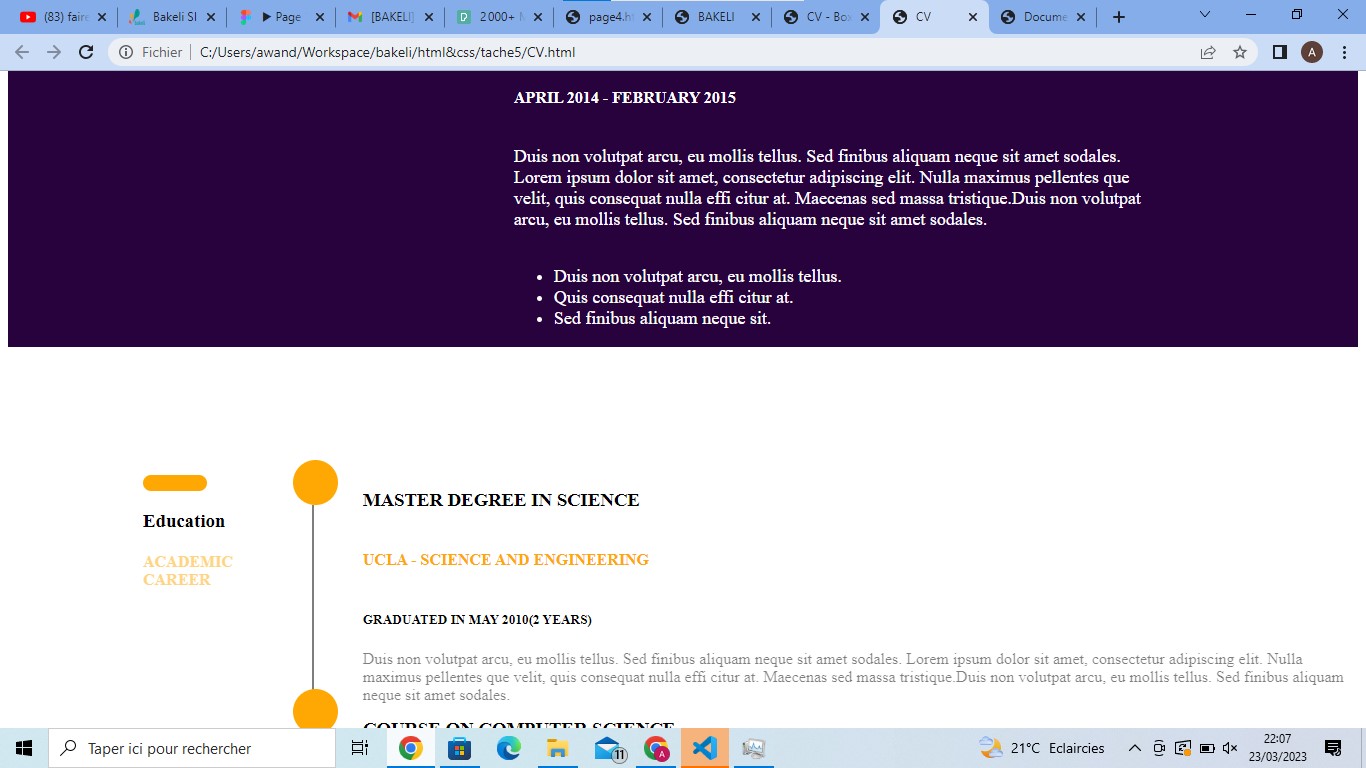 (83) faire
Bakeli Sl
Page
[BAKELI]
2000+ M
page4.ht
BAKELI
CV - Box
CV
Docume
Fichier
C:/Users/awand/Workspace/bakeli/html&css/tache5/CV.html
A
APRIL 2014 - FEBRUARY 2015
Duis non volutpat arcu, eu mollis tellus. Sed finibus aliquam neque sit amet sodales.
Lorem ipsum dolor sit amet, consectetur adipiscing elit. Nulla maximus pellentes que
velit, quis consequat nulla effi citur at. Maecenas sed massa tristique.Duis non volutpat
arcu, eu mollis tellus. Sed finibus aliquam neque sit amet sodales.
Duis non volutpat arcu, eu mollis tellus.
Quis consequat nulla effi citur at.
Sed finibus aliquam neque sit.
Education
ACADEMIC
CAREER
MASTER DEGREE IN SCIENCE
UCLA - SCIENCE AND ENGINEERING
GRADUATED IN MAY 2010(2 YEARS)
Duis non volutpat arcu, eu mollis tellus. Sed finibus aliquam neque sit amet sodales. Lorem ipsum dolor sit amet, consectetur adipiscing elit. Nulla
maximus pellentes que velit, quis consequat nulla effi citur at. Maecenas sed massa tristique.Duis non volutpat arcu, eu mollis tellus. Sed finibus aliquam
neque sit amet sodales.
COURSE ON COMPUTER SCIENCE
Taper ici pour rechercher
11
A
21°C Eclaircies
22:07
23/03/2023